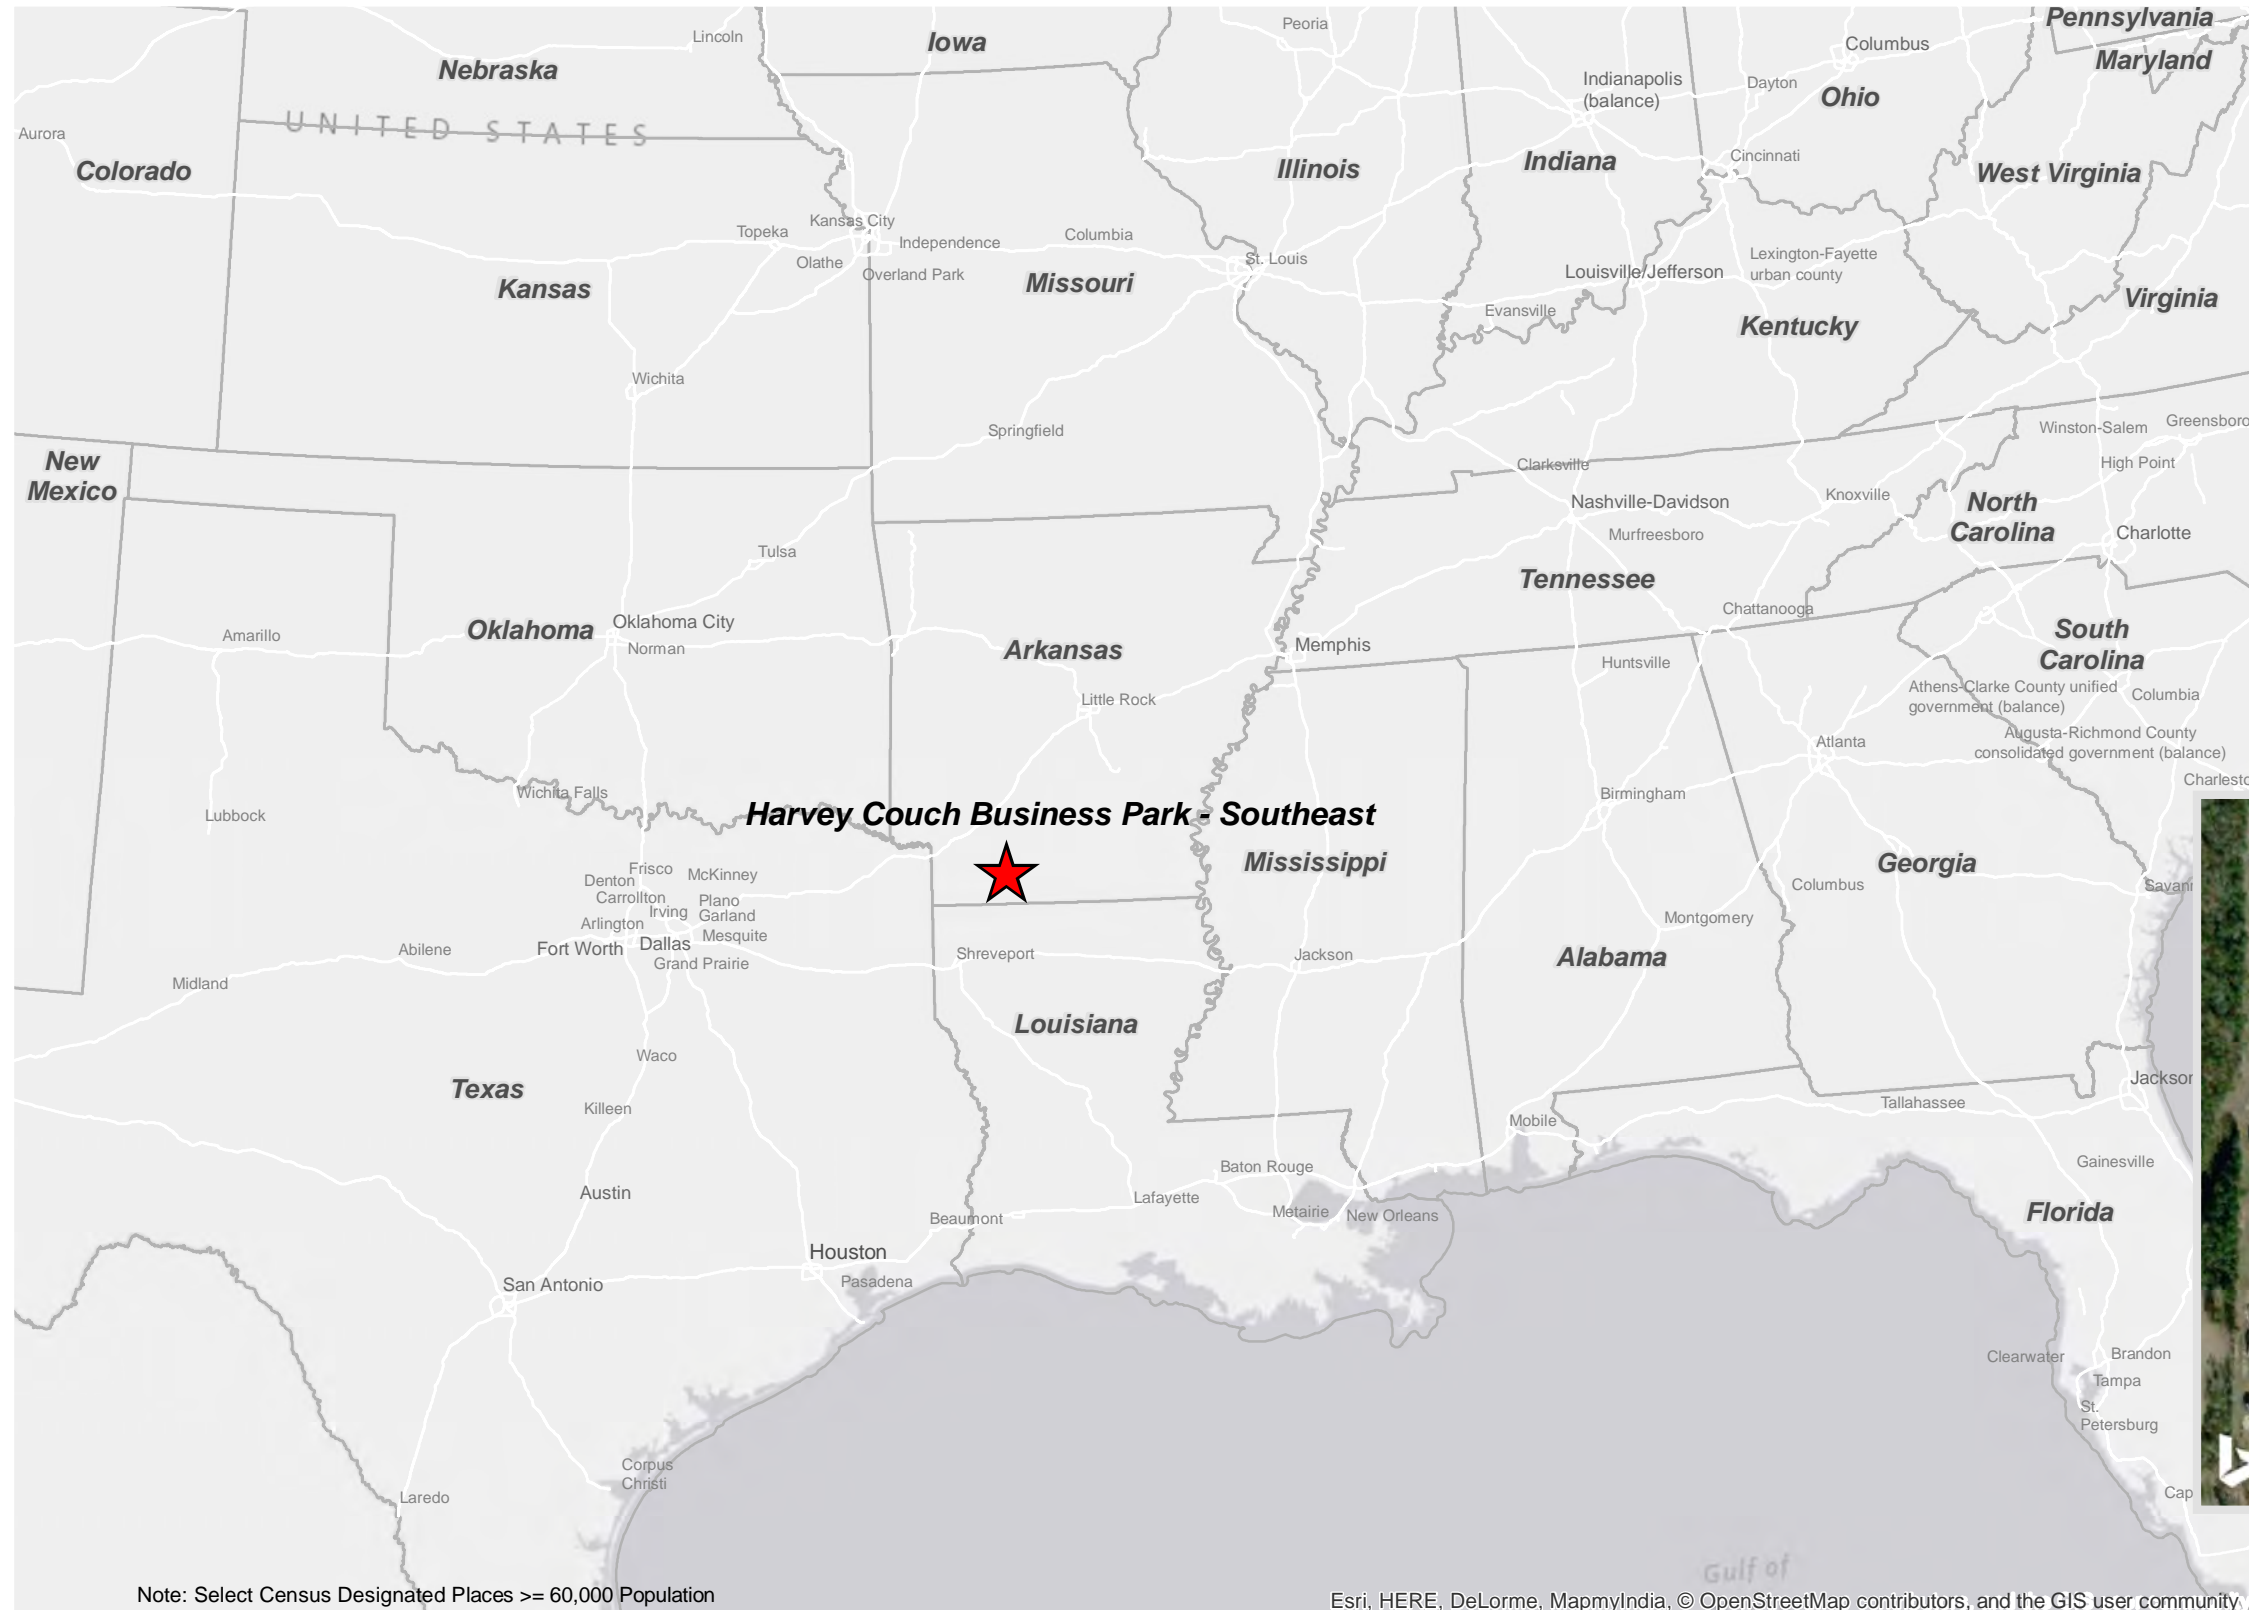 Pennsylvania
Peoria
Lincoln
Iowa
Columbus
Maryland
Nebraska
Indianapolis
(balance)
Dayton
Ohio
UNITED STATES
Aurora
Colorado
Illinois
Indiana
Cincinnati
West Virginia
Kansas City
Topeka
Independence
Columbia
Olathe
Overland Park
St. Louis
Lexington-Fayette
urban county
Louisville/Jefferson
Kansas
Missouri
Virginia
Evansville
Kentucky
Wichita
Springfield
Winston-Salem
Greensboro
New
Mexico
Clarksville
High Point
Nashville-Davidson
Knoxville
North
Carolina
Murfreesboro
Charlotte
Tulsa
Tennessee
Chattanooga
Oklahoma
Oklahoma City
Norman
Amarillo
Arkansas
Memphis
South
Carolina
Huntsville
Little Rock
Athens-Clarke County unified
government (balance)
Columbia
Augusta-Richmond County
consolidated government (balance)
Atlanta
Charlesto
Wichita Falls
Birmingham
Lubbock
Harvey Couch Business Park - Southeast
Mississippi
Georgia
Frisco
McKinney
Denton
Carrollton
Plano
Irving
Garland
Arlington
Mesquite
Fort Worth
Dallas
Grand Prairie
Columbus
Savann
Montgomery
Abilene
Shreveport
Jackson
Alabama
Midland
Louisiana
Waco
Texas
Killeen
Jackson
Tallahassee
Mobile
Baton Rouge
Gainesville
Austin
Lafayette
Metairie
New Orleans
Florida
Beaumont
Houston
San Antonio
Pasadena
Clearwater
Brandon
Tampa
St.
Petersburg
Corpus
Christi
Laredo
Cap
Gulf of
Note: Select Census Designated Places >= 60,000 Population
Esri, HERE, DeLorme, MapmyIndia, © OpenStreetMap contributors, and the GIS user community